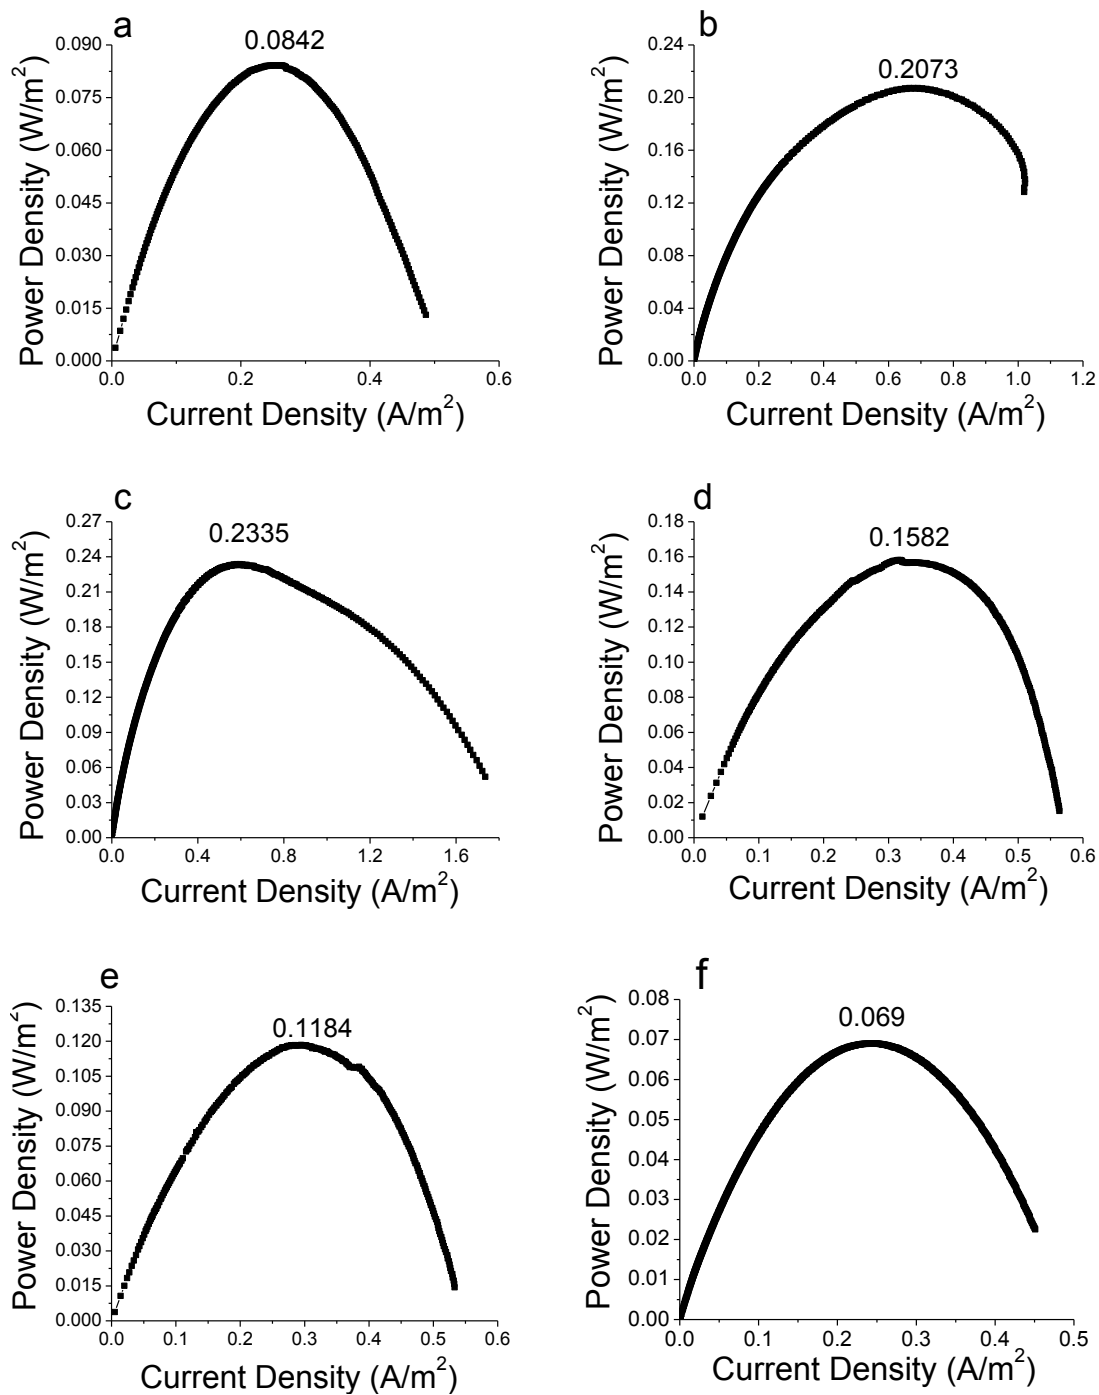 a
0.0842
0.090
0.075
0.060
0.045
0.030
0.015
0.000
Power Density (W/m²)
0.0 0.2 0.4 0.6
Current Density (A/m²)
b
0.2073
0.24
0.20
0.16
0.12
0.08
0.04
0.00
Power Density (W/m²)
0.0 0.2 0.4 0.6 0.8 1.0 1.2
Current Density (A/m²)
c
0.2335
0.27
0.24
0.21
0.18
0.15
0.12
0.09
0.06
0.03
0.00
Power Density (W/m²)
0.0 0.4 0.8 1.2 1.6
Current Density (A/m²)
d
0.1582
0.18
0.16
0.14
0.12
0.10
0.08
0.06
0.04
0.02
0.00
Power Density (W/m²)
0.0 0.1 0.2 0.3 0.4 0.5 0.6
Current Density (A/m²)
e
0.1184
0.135
0.120
0.105
0.090
0.075
0.060
0.045
0.030
0.015
0.000
Power Density (W/m²)
0.0 0.1 0.2 0.3 0.4 0.5 0.6
Current Density (A/m²)
f
0.069
0.08
0.07
0.06
0.05
0.04
0.03
0.02
0.01
0.00
Power Density (W/m²)
0.0 0.1 0.2 0.3 0.4 0.5
Current Density (A/m²)